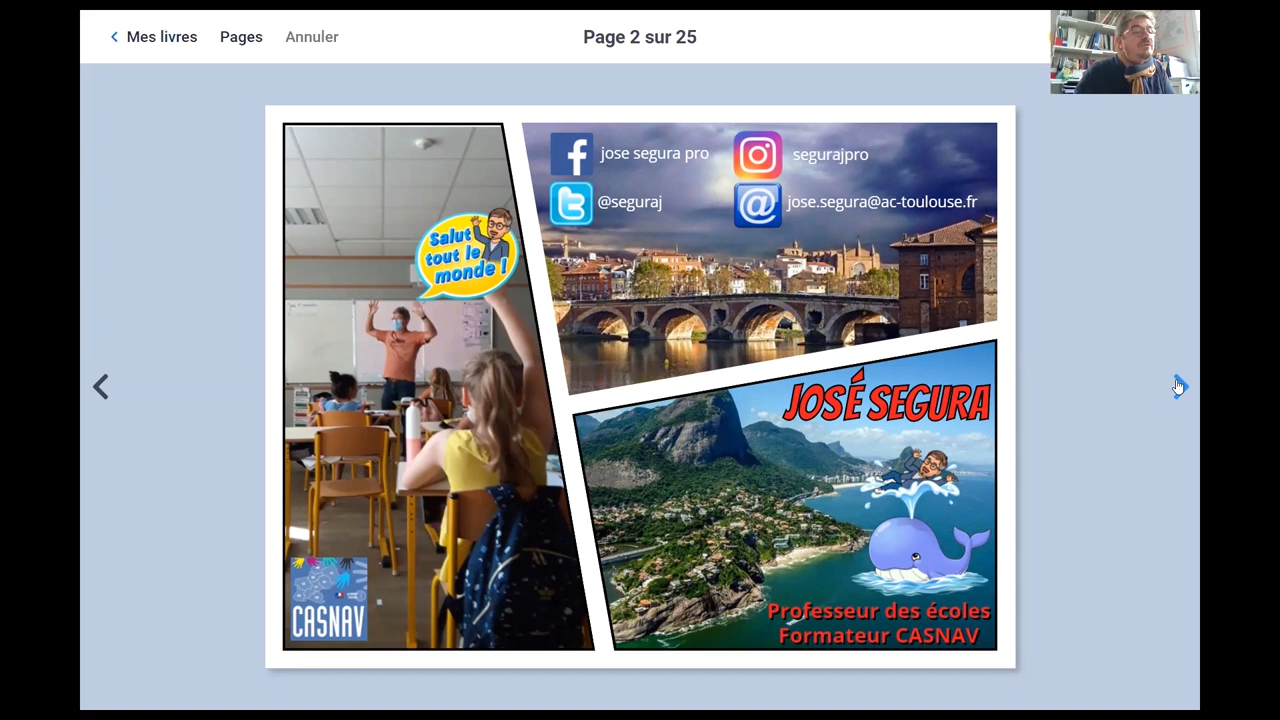 Mes livres
Pages
Annuler
Page 2 sur 25
jose segura pro
segurajpro
@seguraj
jose.segura@ac-toulouse.fr
Salut
tout le
monde !
CASNAV
JOSÉ SEGURA
Professeur des écoles
Formateur CASNAV